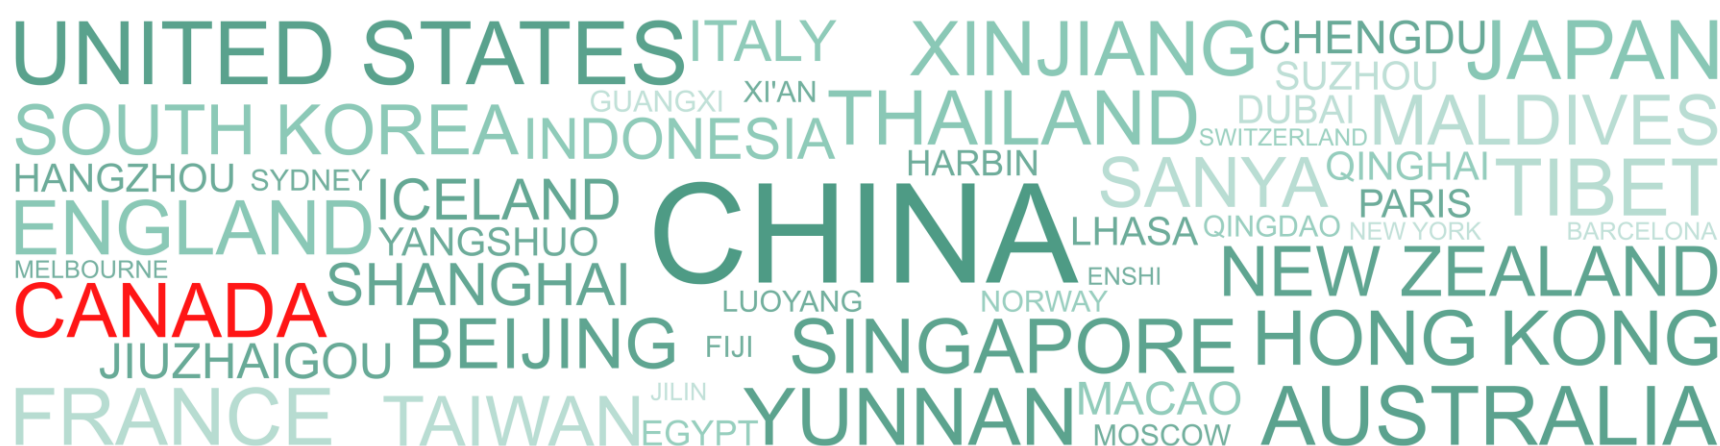 UNITED STATES ITALY XINJIANG CHENGDU JAPAN
SUZHOU
GUANGXI XI'AN
SOUTH KOREA INDONESIA THAILAND DUBAI MALDIVES
SWITZERLAND
HANGZHOU SYDNEY ICELAND HARBIN SANYA QINGHAI TIBET
PARIS
ENGLAND YANGSHUO CHINA LHASA QINGDAO NEW YORK BARCELONA
MELBOURNE SHANGHAI ENSHI NEW ZEALAND
CANADA LUOYANG NORWAY
JIUZHAIGOU BEIJING FIJI SINGAPORE HONG KONG
FRANCE TAIWAN JILIN YUNNAN MACAO AUSTRALIA
EGYPT MOSCOW